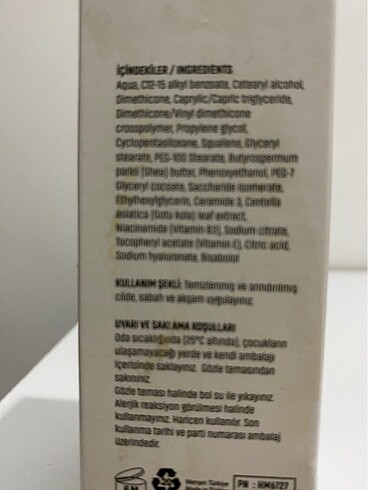 İÇİNDEKİLER / INGREDIENTS
Aqua, C12-15 alkyl benzoate, Cetearyl alcohol,
Dimethicone, Caprylic/Capric triglyceride,
Dimethicone/Vinyl dimethicone
crosspolymer, Propylene glycol,
Cyclopentasiloxane, Squalene, Glyceryl
stearate, PEG-100 Stearate, Butyrospermum
parkii (Shea) butter, Phenoxyethanol, PEG-7
Glyceryl cocoate, Saccharide isomerate,
Ethylhexylglycerin, Ceramide 3, Centella
asiatica (Gotu kola) leaf extract,
Niacinamide (Vitamin B3), Sodium citrate,
Tocopheryl acetate (Vitamin E), Citric acid,
Sodium hyaluronate, Bisabolol
KULLANIM ŞEKLİ: Temizlenmiş ve arındırılmış
cilde, sabah ve akşam uygulayınız.
UYARI VE SAKLAMA KOŞULLARI
Oda sıcaklığında (25°C altında), çocukların
ulaşamayacağı yerde ve kendi ambalajı
içerisinde saklayınız. Gözle temasından
sakınınız.
Gözle teması halinde bol su ile yıkayınız.
Alerjik reaksiyon görülmesi halinde
kullanmayınız. Haricen kullanılır. Son
kullanma tarihi ve parti numarası ambalaj
üzerindedir.
PN : HM6727